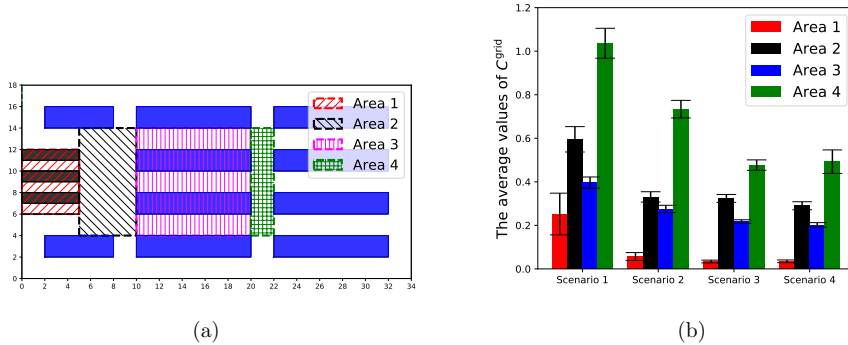 18
16
14
12
10
8
6
4
2
0
0 2 4 6 8 10 12 14 16 18 20 22 24 26 28 30 32 34
Area 1
Area 2
Area 3
Area 4
(a)
The average values of C^grid
1.2
1.0
0.8
0.6
0.4
0.2
0.0
Scenario 1 Scenario 2 Scenario 3 Scenario 4
Area 1
Area 2
Area 3
Area 4
(b)